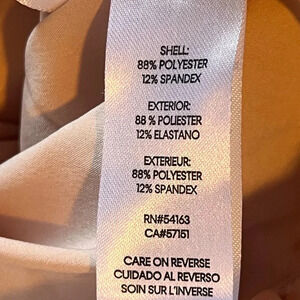 SHELL:
88% POLYESTER
12% SPANDEX
EXTERIOR:
88 % POLIESTER
12% ELASTANO
EXTERIEUR:
88% POLYESTER
12% SPANDEX
RN#54163
CA#57151
CARE ON REVERSE
CUIDADO AL REVERSO
SOIN SUR L'INVERSE